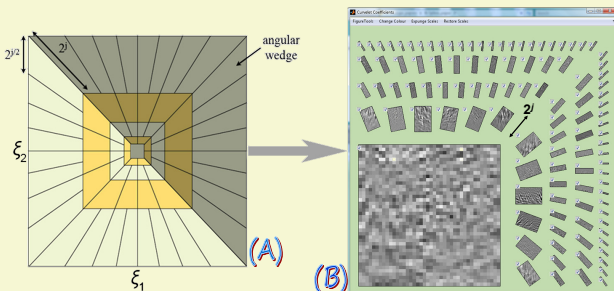 2^{j/2}
2^j
angular
wedge
ξ₂
ξ₁
(A)
Curvelet Coefficients
FigureTools Change Colour Expunge Scales Restore Scales
2^j
(B)